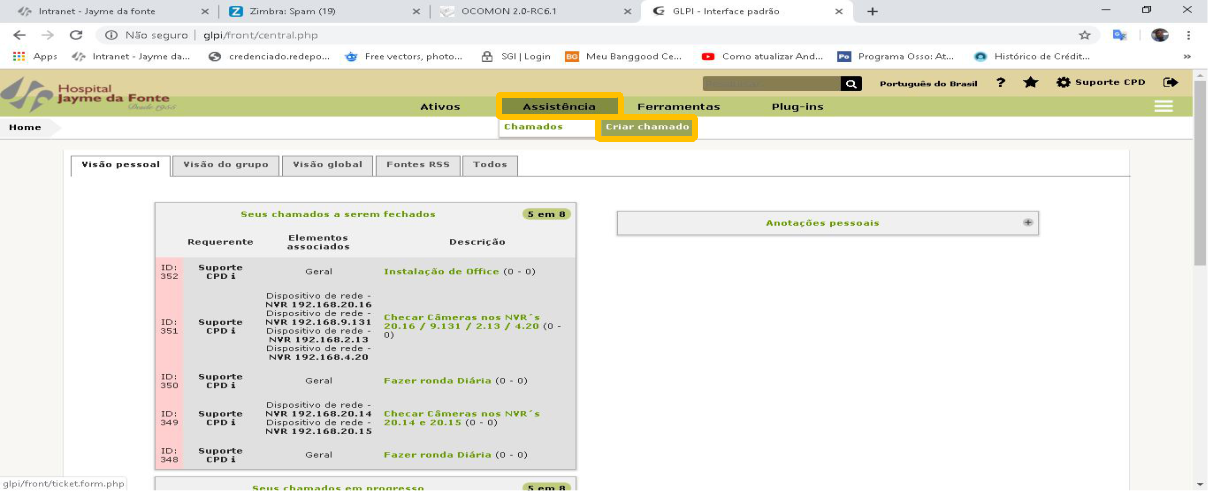 Intranet - Jayme da fonte
Zimbra: Spam (19)
OCOMON 2.0-RC6.1
GLPI - Interface padrão
Não seguro | glpi/front/central.php
Apps
Intranet - Jayme da...
credenciado.redepo...
Free vectors, photo...
SGI | Login
Meu Banggood Ce...
Como atualizar And...
Programa Osso: At...
Histórico de Crédit...
Hospital
Jayme da Fonte
Desde 1955
Português do Brasil
Suporte CPD
Ativos
Assistência
Ferramentas
Plug-ins
Home
Chamados
Criar chamado
Visão pessoal
Visão do grupo
Visão global
Fontes RSS
Todos
Seus chamados a serem fechados
5 em 8
Anotações pessoais
Requerente
Elementos
associados
Descrição
ID:
352
Suporte
CPD i
Geral
Instalação de Office (0 - 0)
ID:
351
Suporte
CPD i
Dispositivo de rede -
NVR 192.168.20.16
Dispositivo de rede -
NVR 192.168.9.131
Dispositivo de rede -
NVR 192.168.2.13
Dispositivo de rede -
NVR 192.168.4.20
Checar Câmeras nos NVR´s
20.16 / 9.131 / 2.13 / 4.20 (0 -
0)
ID:
350
Suporte
CPD i
Geral
Fazer ronda Diária (0 - 0)
ID:
349
Suporte
CPD i
Dispositivo de rede -
NVR 192.168.20.14
Dispositivo de rede -
NVR 192.168.20.15
Checar Câmeras nos NVR´s
20.14 e 20.15 (0 - 0)
ID:
348
Suporte
CPD i
Geral
Fazer ronda Diária (0 - 0)
Seus chamados em progresso
5 em 8
glpi/front/ticket.form.php